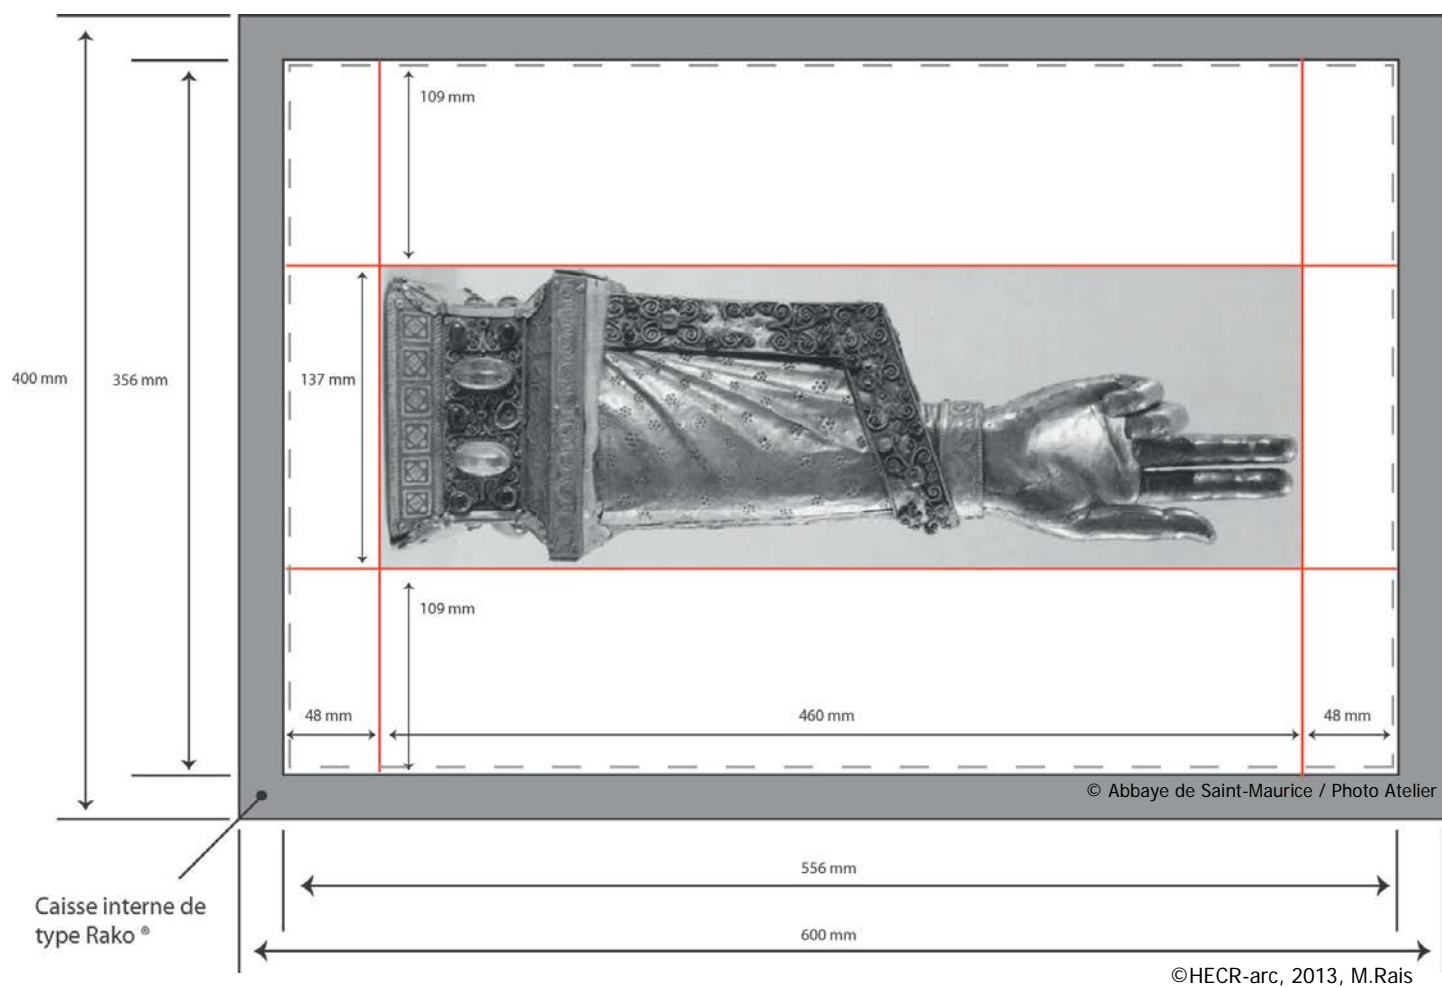 109 mm
400 mm
356 mm
137 mm
109 mm
48 mm
460 mm
48 mm
© Abbaye de Saint-Maurice / Photo Atelier
556 mm
Caisse interne de
type Rako ®
600 mm
©HECR-arc, 2013, M.Rais